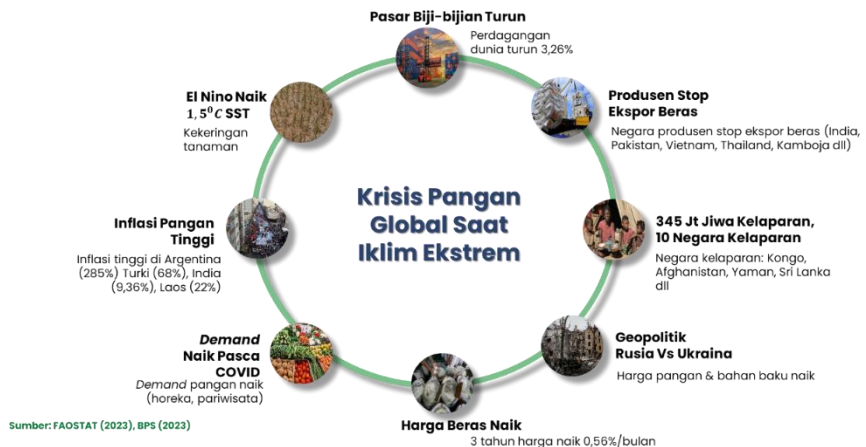 Pasar Biji-bijian Turun
Perdagangan
dunia turun 3,26%
Produsen Stop
Ekspor Beras
Negara produsen stop ekspor beras (India,
Pakistan, Vietnam, Thailand, Kamboja dll)
345 Jt Jiwa Kelaparan,
10 Negara Kelaparan
Negara kelaparan: Kongo,
Afghanistan, Yaman, Sri Lanka
dll
Geopolitik
Rusia Vs Ukraina
Harga pangan & bahan baku naik
Harga Beras Naik
3 tahun harga naik 0,56%/bulan
Demand
Naik Pasca
COVID
Demand pangan naik
(horeka, pariwisata)
Inflasi Pangan
Tinggi
Inflasi tinggi di Argentina
(285%) Turki (68%), India
(9,36%), Laos (22%)
El Nino Naik
1,5⁰C SST
Kekeringan
tanaman
Krisis Pangan
Global Saat
Iklim Ekstrem
Sumber: FAOSTAT (2023), BPS (2023)